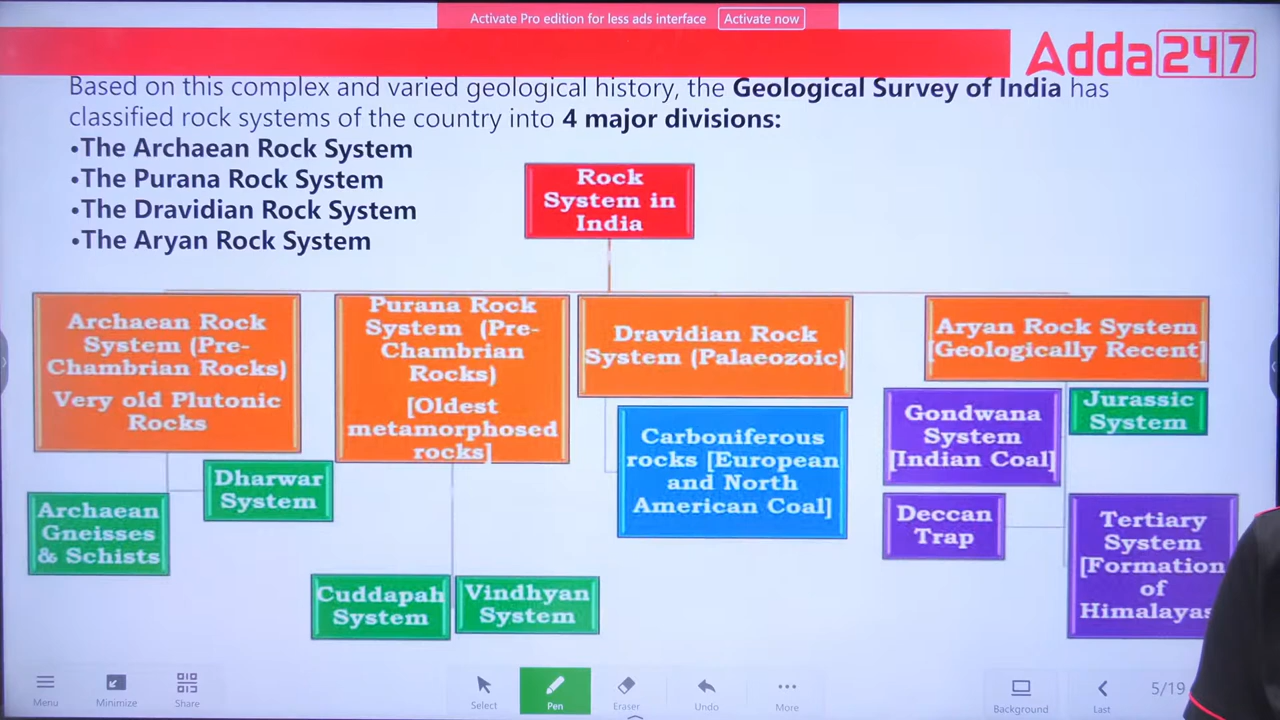 Activate Pro edition for less ads interface
Activate now
Adda247
Based on this complex and varied geological history, the Geological Survey of India has
classified rock systems of the country into 4 major divisions:
•The Archaean Rock System
•The Purana Rock System
•The Dravidian Rock System
•The Aryan Rock System
Rock
System in
India
Archaean Rock
System (Pre-
Chambrian Rocks)
Very old Plutonic
Rocks
Purana Rock
System (Pre-
Chambrian
Rocks)
[Oldest
metamorphosed
rocks]
Dravidian Rock
System (Palaeozoic)
Aryan Rock System
[Geologically Recent]
Archaean
Gneisses
& Schists
Dharwar
System
Cuddapah
System
Vindhyan
System
Carboniferous
rocks [European
and North
American Coal]
Gondwana
System
[Indian Coal]
Jurassic
System
Deccan
Trap
Tertiary
System
[Formation
of
Himalayas
Menu
Minimize
Share
Select
Pen
Eraser
Undo
More
Background
Last
5/19